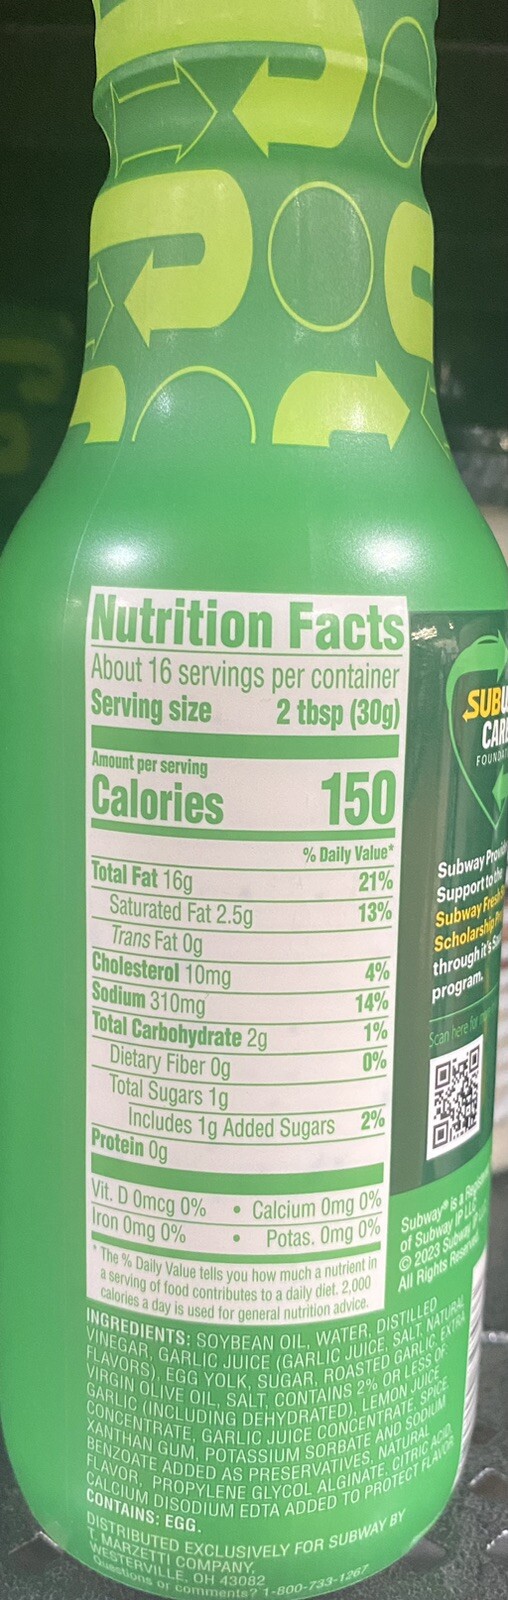 Nutrition Facts
About 16 servings per container
Serving size 2 tbsp (30g)
Amount per serving
Calories 150
% Daily Value*
Total Fat 16g 21%
Saturated Fat 2.5g 13%
Trans Fat 0g
Cholesterol 10mg 4%
Sodium 310mg 14%
Total Carbohydrate 2g 1%
Dietary Fiber 0g 0%
Total Sugars 1g
Includes 1g Added Sugars 2%
Protein 0g
Vit. D 0mcg 0% • Calcium 0mg 0%
Iron 0mg 0% • Potas. 0mg 0%
* The % Daily Value tells you how much a nutrient in
a serving of food contributes to a daily diet. 2,000
calories a day is used for general nutrition advice.
INGREDIENTS: SOYBEAN OIL, WATER, DISTILLED
VINEGAR, GARLIC JUICE (GARLIC JUICE, SALT, NATURAL
FLAVORS), EGG YOLK, SUGAR, ROASTED GARLIC, EXTRA
VIRGIN OLIVE OIL, SALT, CONTAINS 2% OR LESS OF:
GARLIC (INCLUDING DEHYDRATED), LEMON JUICE
CONCENTRATE, GARLIC JUICE CONCENTRATE, SPICE,
XANTHAN GUM, POTASSIUM SORBATE AND SODIUM
BENZOATE ADDED AS PRESERVATIVES, NATURAL
FLAVOR, PROPYLENE GLYCOL ALGINATE, CITRIC ACID,
CALCIUM DISODIUM EDTA ADDED TO PROTECT FLAVOR
CONTAINS: EGG.
DISTRIBUTED EXCLUSIVELY FOR SUBWAY BY
T. MARZETTI COMPANY,
WESTERVILLE, OH 43082
Questions or comments? 1-800-733-1267
Subway
Support to the
Subway
Scholarship
through it's
program.
Scan here for
Subway® is a
of Subway IP LLC.
© 2023 Subway IP
All Rights